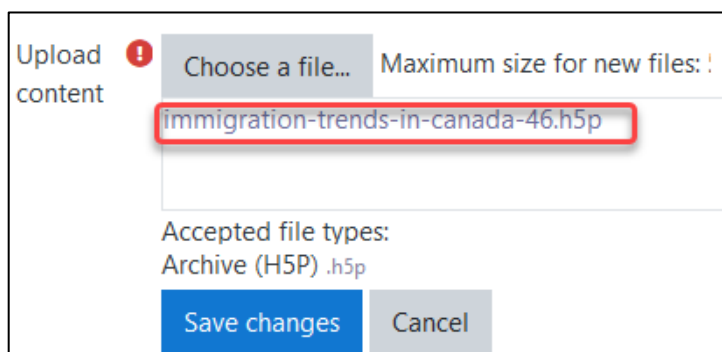 Upload content
Choose a file... Maximum size for new files:
immigration-trends-in-canada-46.h5p
Accepted file types:
Archive (H5P) .h5p
Save changes Cancel